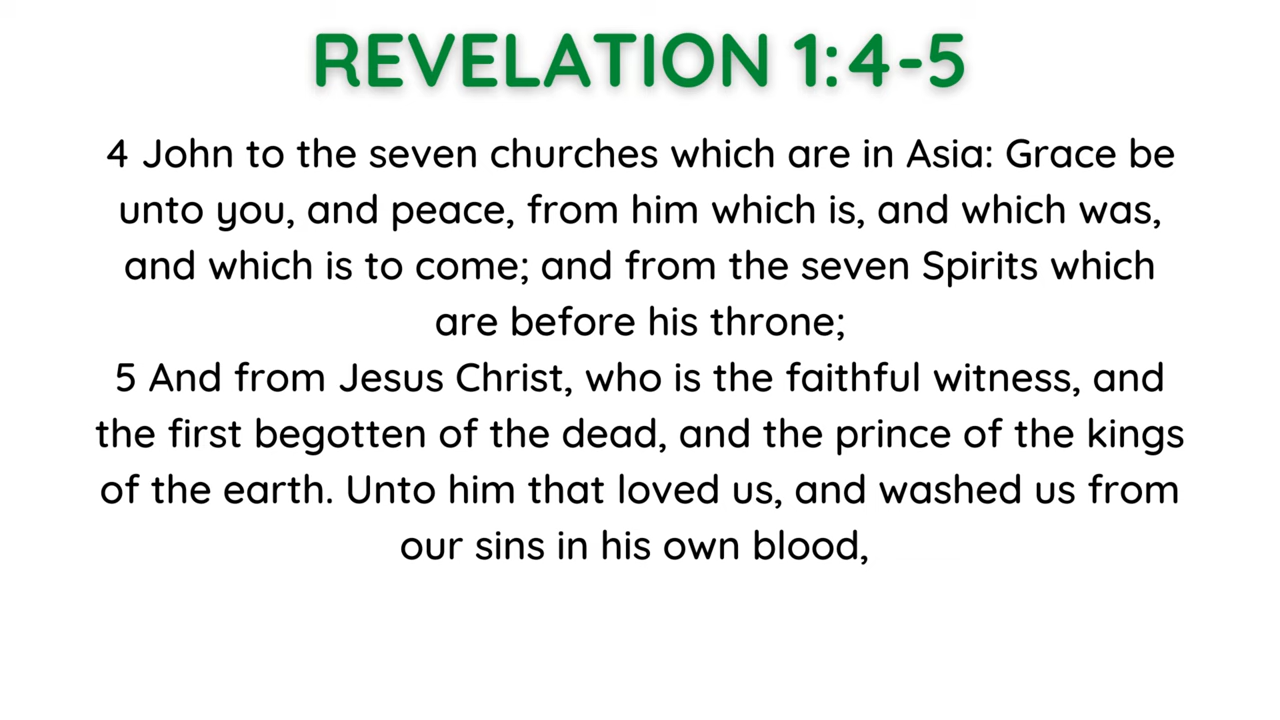 REVELATION 1:4-5
4 John to the seven churches which are in Asia: Grace be
unto you, and peace, from him which is, and which was,
and which is to come; and from the seven Spirits which
are before his throne;
5 And from Jesus Christ, who is the faithful witness, and
the first begotten of the dead, and the prince of the kings
of the earth. Unto him that loved us, and washed us from
our sins in his own blood,